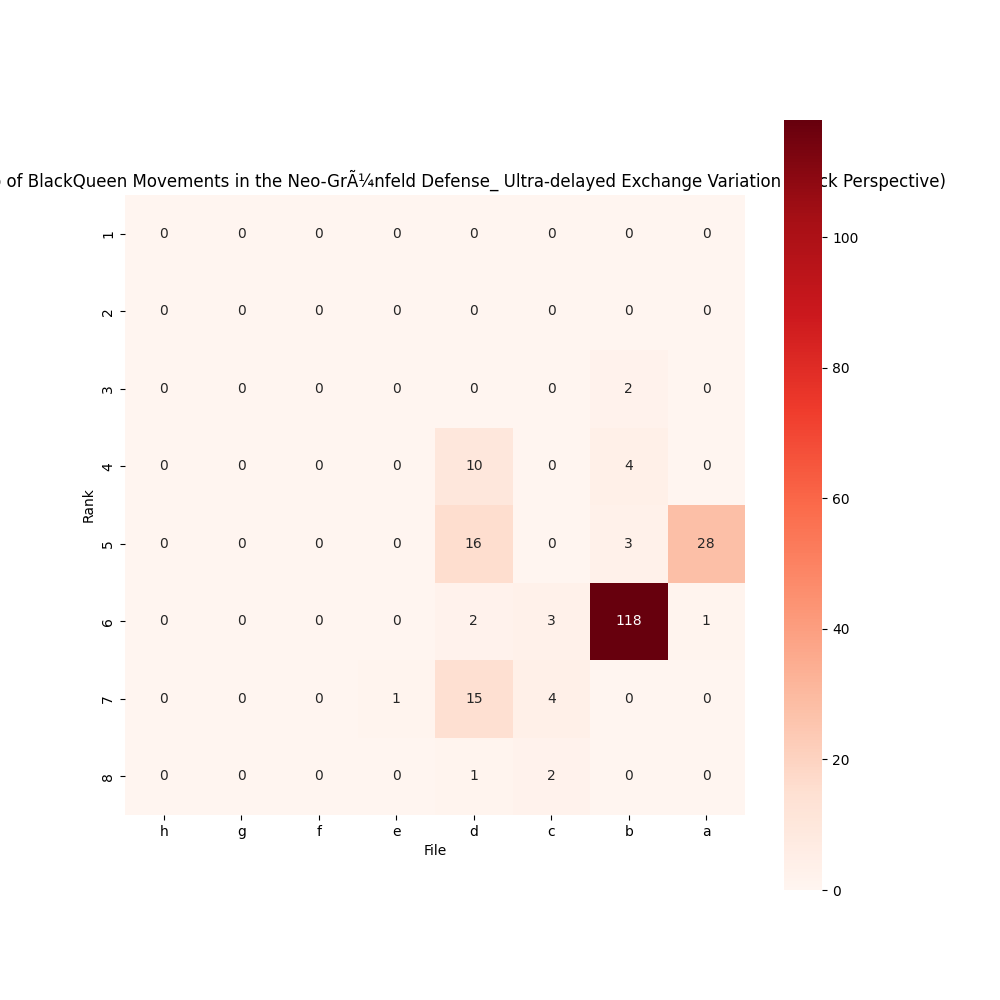 of BlackQueen Movements in the Neo-GrÃ¼nfeld Defense_ Ultra-delayed Exchange Variation ck Perspective)
1 0 0 0 0 0 0 0 0
2 0 0 0 0 0 0 0 0
3 0 0 0 0 0 0 2 0
4 0 0 0 0 10 0 4 0
5 0 0 0 0 16 0 3 28
6 0 0 0 0 2 3 118 1
7 0 0 0 1 15 4 0 0
8 0 0 0 0 1 2 0 0
h g f e d c b a
File
Rank
100
80
60
40
20
0